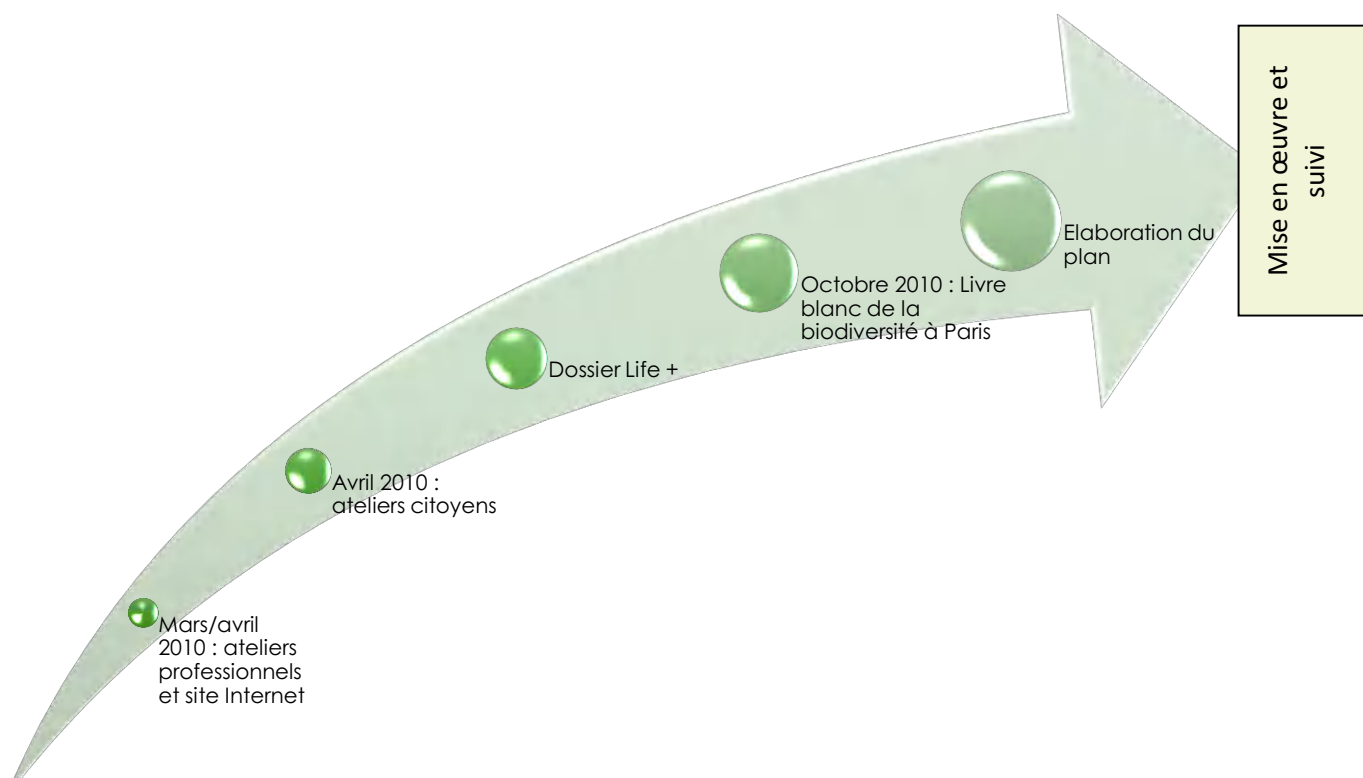 Mars/avril
2010 : ateliers
professionnels
et site Internet
Avril 2010 :
ateliers citoyens
Dossier Life +
Octobre 2010 : Livre
blanc de la
biodiversité à Paris
Elaboration du
plan
Mise en œuvre et
suivi